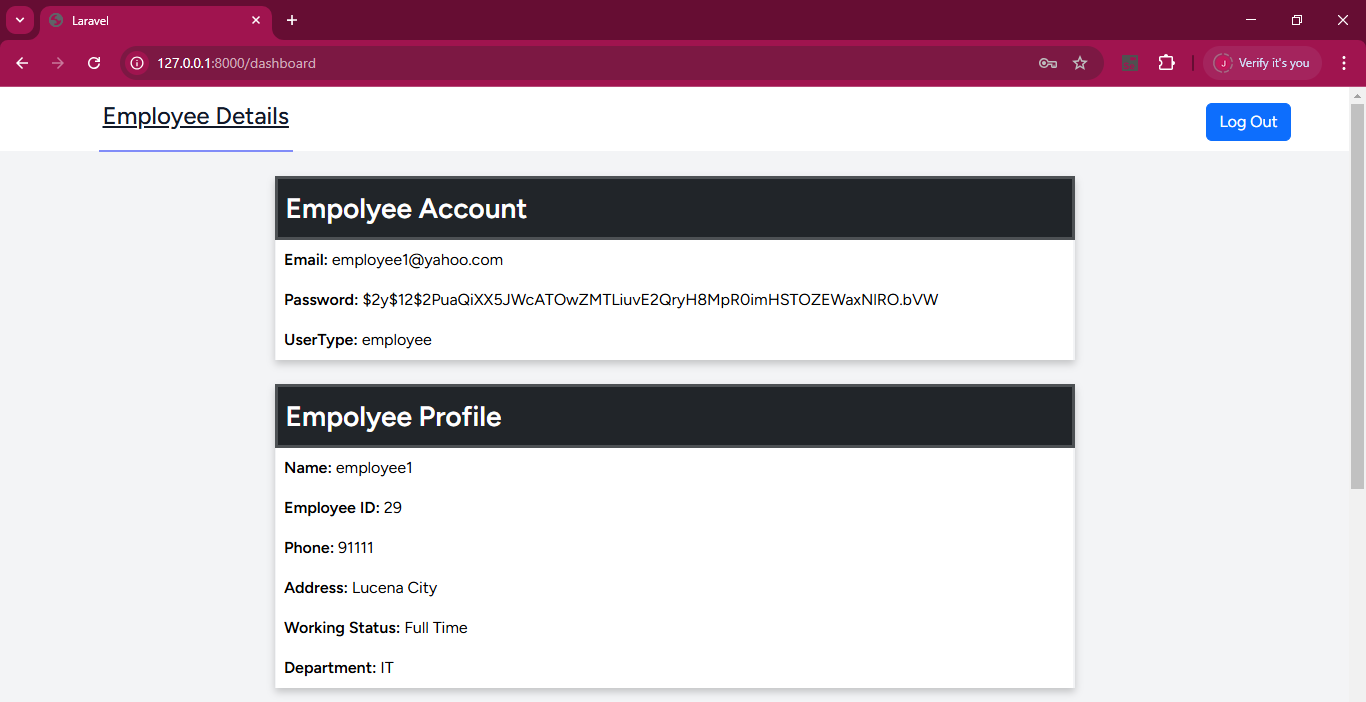 Laravel
127.0.0.1:8000/dashboard
J
Verify it's you
Employee Details
Log Out
Empolyee Account
Email: employee1@yahoo.com
Password: $2y$12$2PuaQiXX5JWcATOwZMTLiuvE2QryH8MpR0imHSTOZEWaxNlRO.bVW
UserType: employee
Empolyee Profile
Name: employee1
Employee ID: 29
Phone: 91111
Address: Lucena City
Working Status: Full Time
Department: IT